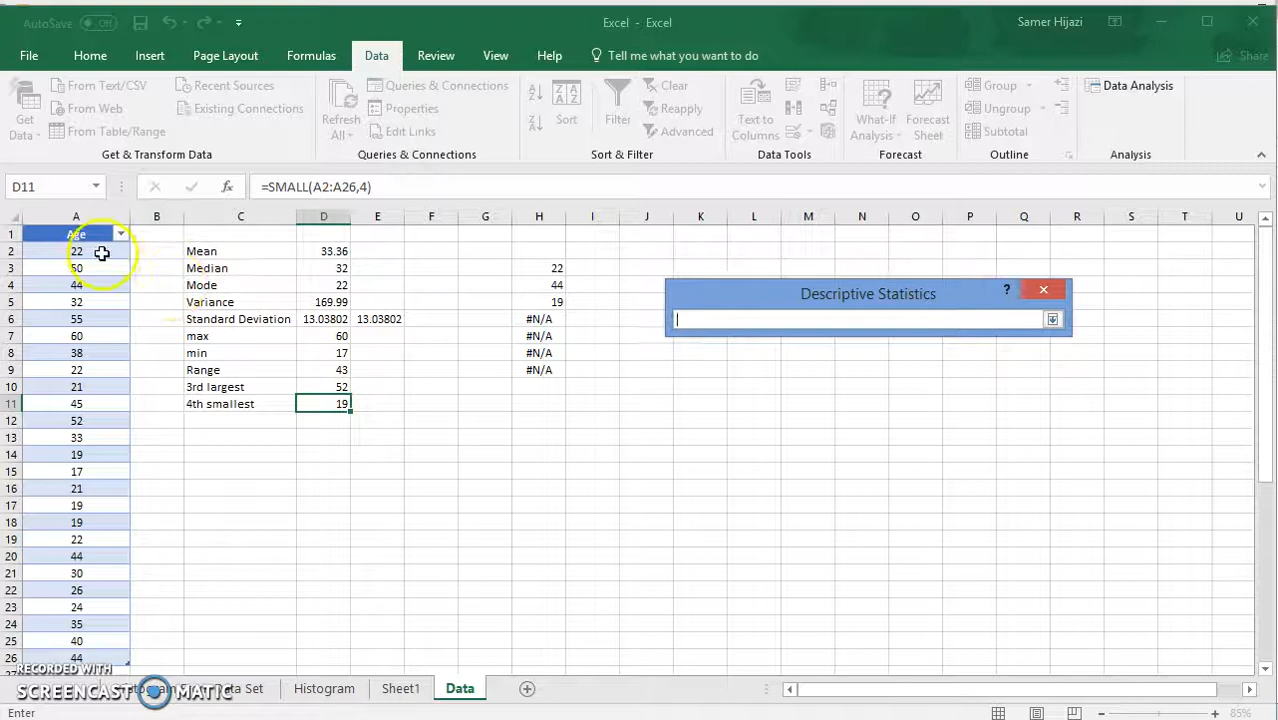 AutoSave Off
Excel - Excel
Samer Hijazi
File Home Insert Page Layout Formulas Data Review View Help Tell me what you want to do Share
Get Data
From Text/CSV
From Web
From Table/Range
Recent Sources
Existing Connections
Get & Transform Data
Refresh All
Queries & Connections
Properties
Edit Links
Queries & Connections
Sort
Filter
Clear
Reapply
Advanced
Sort & Filter
Text to Columns
Data Tools
What-If Analysis
Forecast Sheet
Forecast
Group
Ungroup
Subtotal
Outline
Data Analysis
Analysis
D11 fx =SMALL(A2:A26,4)
A B C D E F G H I J K L M N O P Q R S T U
1 Age
2 22 Mean 33.36
3 50 Median 32 22
4 44 Mode 22 44
5 32 Variance 169.99 19
6 55 Standard Deviation 13.03802 13.03802 #N/A
7 60 max 60 #N/A
8 38 min 17 #N/A
9 22 Range 43 #N/A
10 21 3rd largest 52
11 45 4th smallest 19
12 52
13 33
14 19
15 17
16 21
17 19
18 19
19 22
20 44
21 30
22 26
23 24
24 35
25 40
26 44
Descriptive Statistics ?
RECORDED WITH
SCREENCAST MATIC
Data Set Histogram Sheet1 Data
Enter
85%